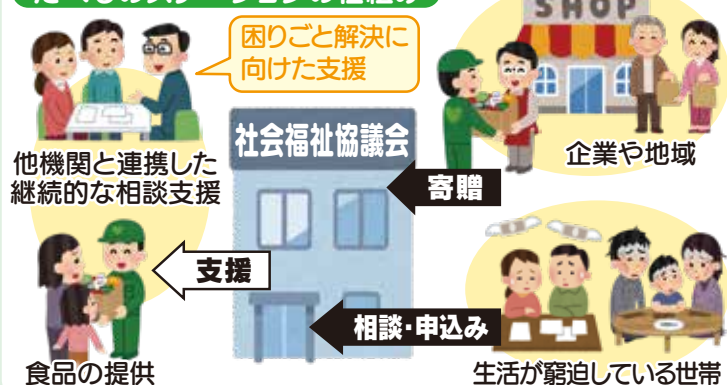 SHOP
困りごと解決に
向けた支援
社会福祉協議会
他機関と連携した
継続的な相談支援
企業や地域
寄贈
支援
相談・申込み
食品の提供
生活が窮迫している世帯